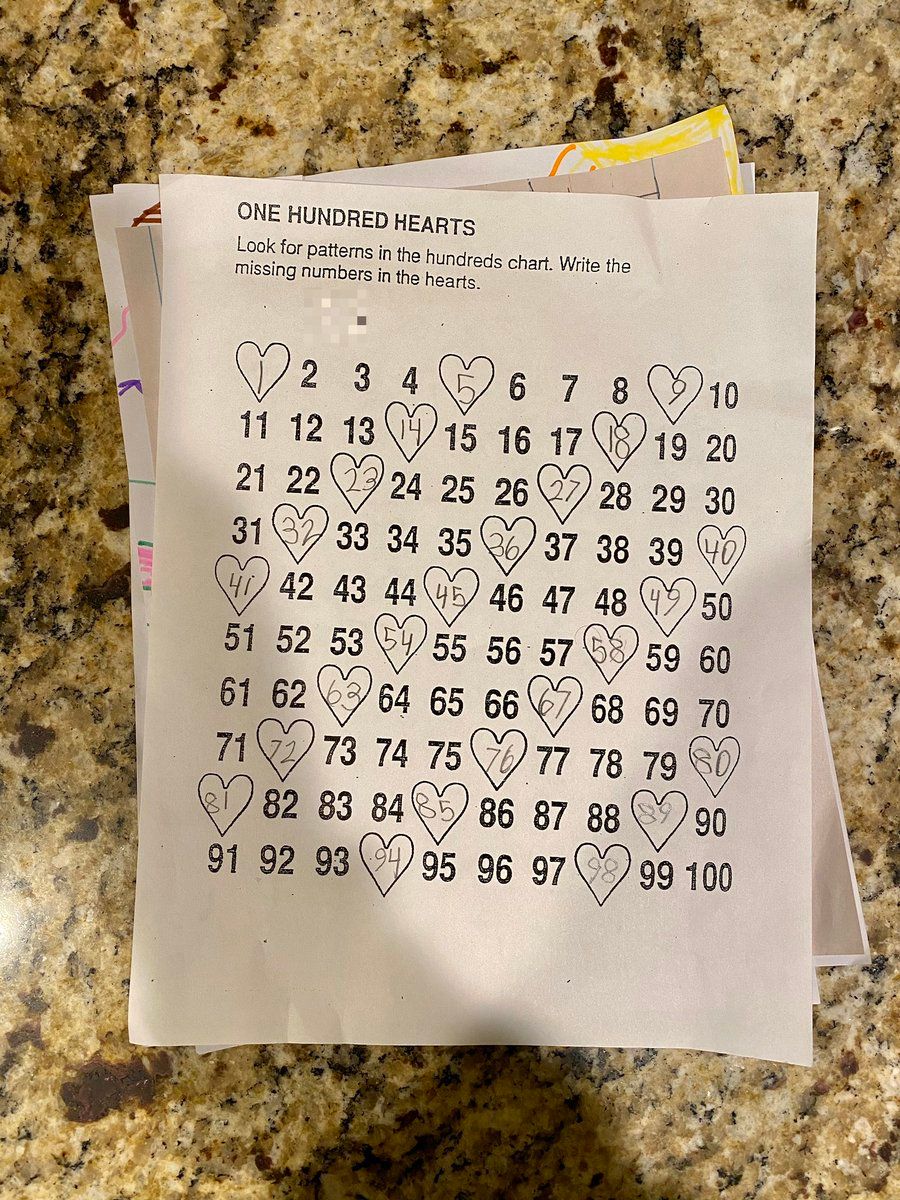 ONE HUNDRED HEARTS
Look for patterns in the hundreds chart. Write the
missing numbers in the hearts.
1 2 3 4 5 6 7 8 9 10
11 12 13 14 15 16 17 18 19 20
21 22 23 24 25 26 27 28 29 30
31 32 33 34 35 36 37 38 39 40
41 42 43 44 45 46 47 48 49 50
51 52 53 54 55 56 57 58 59 60
61 62 63 64 65 66 67 68 69 70
71 72 73 74 75 76 77 78 79 80
81 82 83 84 85 86 87 88 89 90
91 92 93 94 95 96 97 98 99 100